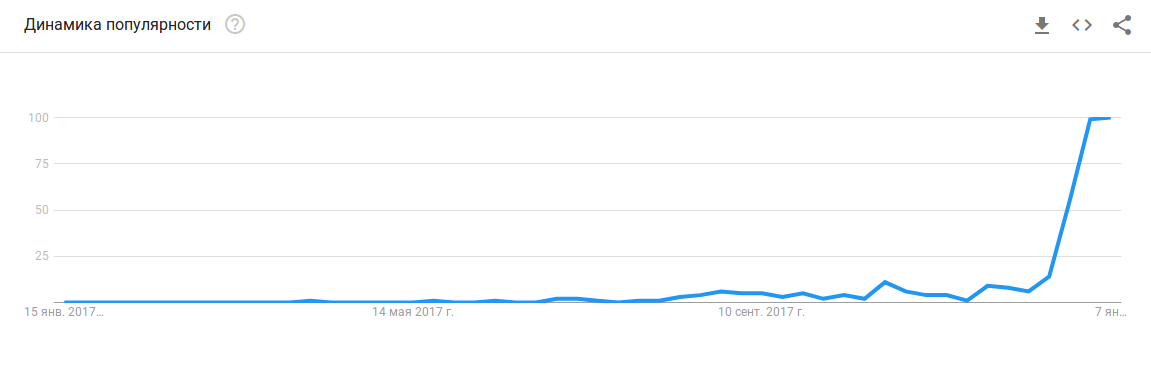 Динамика популярности ?
100
75
50
25
15 янв. 2017…
14 мая 2017 г.
10 сент. 2017 г.
7 ян…